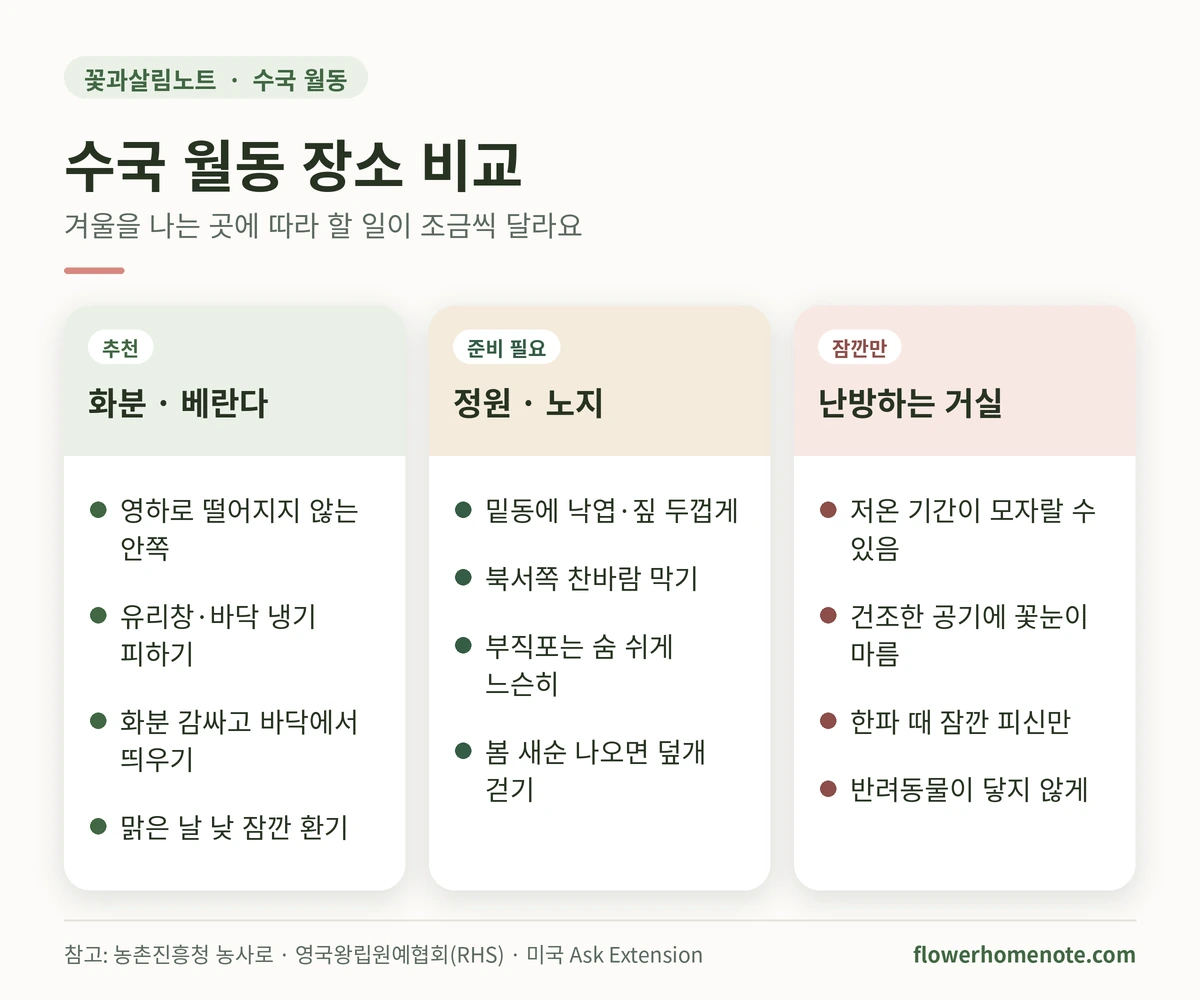 꽃과살림노트 · 수국 월동
수국 월동 장소 비교
겨울을 나는 곳에 따라 할 일이 조금씩 달라요
추천
화분 · 베란다
영하로 떨어지지 않는
안쪽
유리창·바닥 냉기
피하기
화분 감싸고 바닥에서
띄우기
맑은 날 낮 잠깐 환기
준비 필요
정원 · 노지
밑동에 낙엽·짚 두껍게
북서쪽 찬바람 막기
부직포는 숨 쉬게
느슨히
봄 새순 나오면 덮개
걷기
잠깐만
난방하는 거실
저온 기간이 모자랄 수
있음
건조한 공기에 꽃눈이
마름
한파 때 잠깐 피신만
반려동물이 닿지 않게
참고: 농촌진흥청 농사로 · 영국왕립원예협회(RHS) · 미국 Ask Extension
flowerhomenote.com